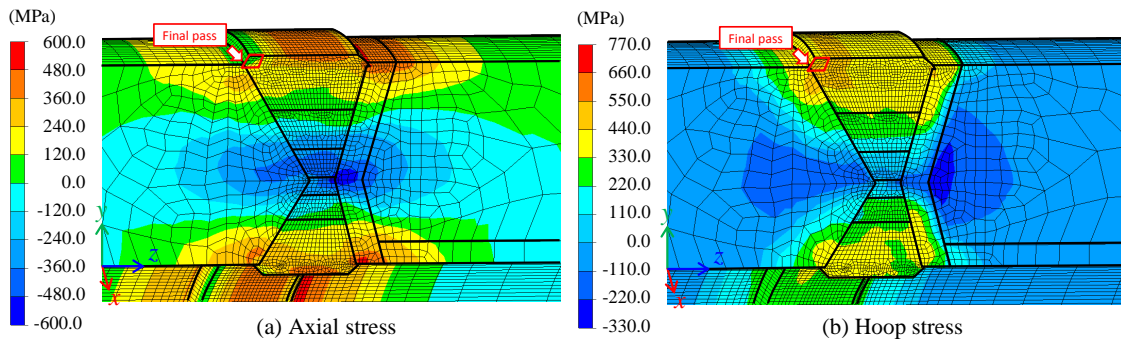 (MPa)
600.0
480.0
360.0
240.0
120.0
0.0
-120.0
-240.0
-360.0
-480.0
-600.0
Final pass
y
z
x
(a) Axial stress
(MPa)
770.0
660.0
550.0
440.0
330.0
220.0
110.0
0.0
-110.0
-220.0
-330.0
Final pass
y
z
x
(b) Hoop stress